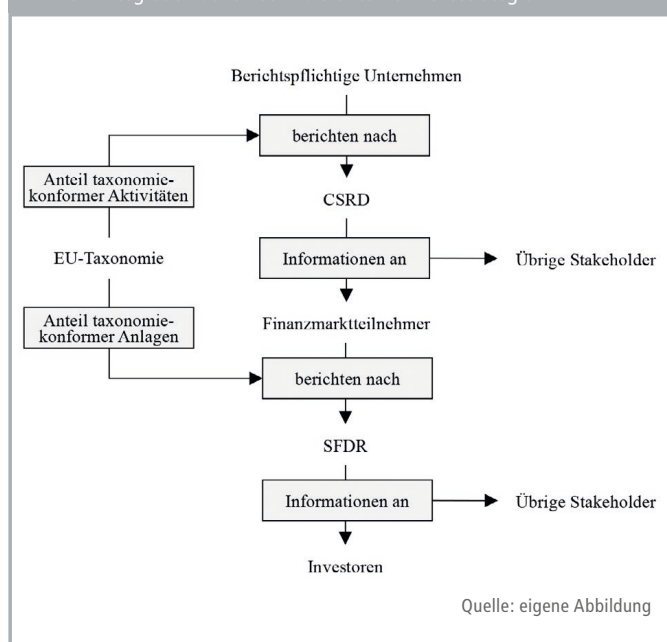 Berichtspflichtige Unternehmen
berichten nach
Anteil taxonomie-
konformer Aktivitäten
CSRD
EU-Taxonomie
Informationen an
Übrige Stakeholder
Anteil taxonomie-
konformer Anlagen
Finanzmarktteilnehmer
berichten nach
SFDR
Informationen an
Übrige Stakeholder
Investoren
Quelle: eigene Abbildung